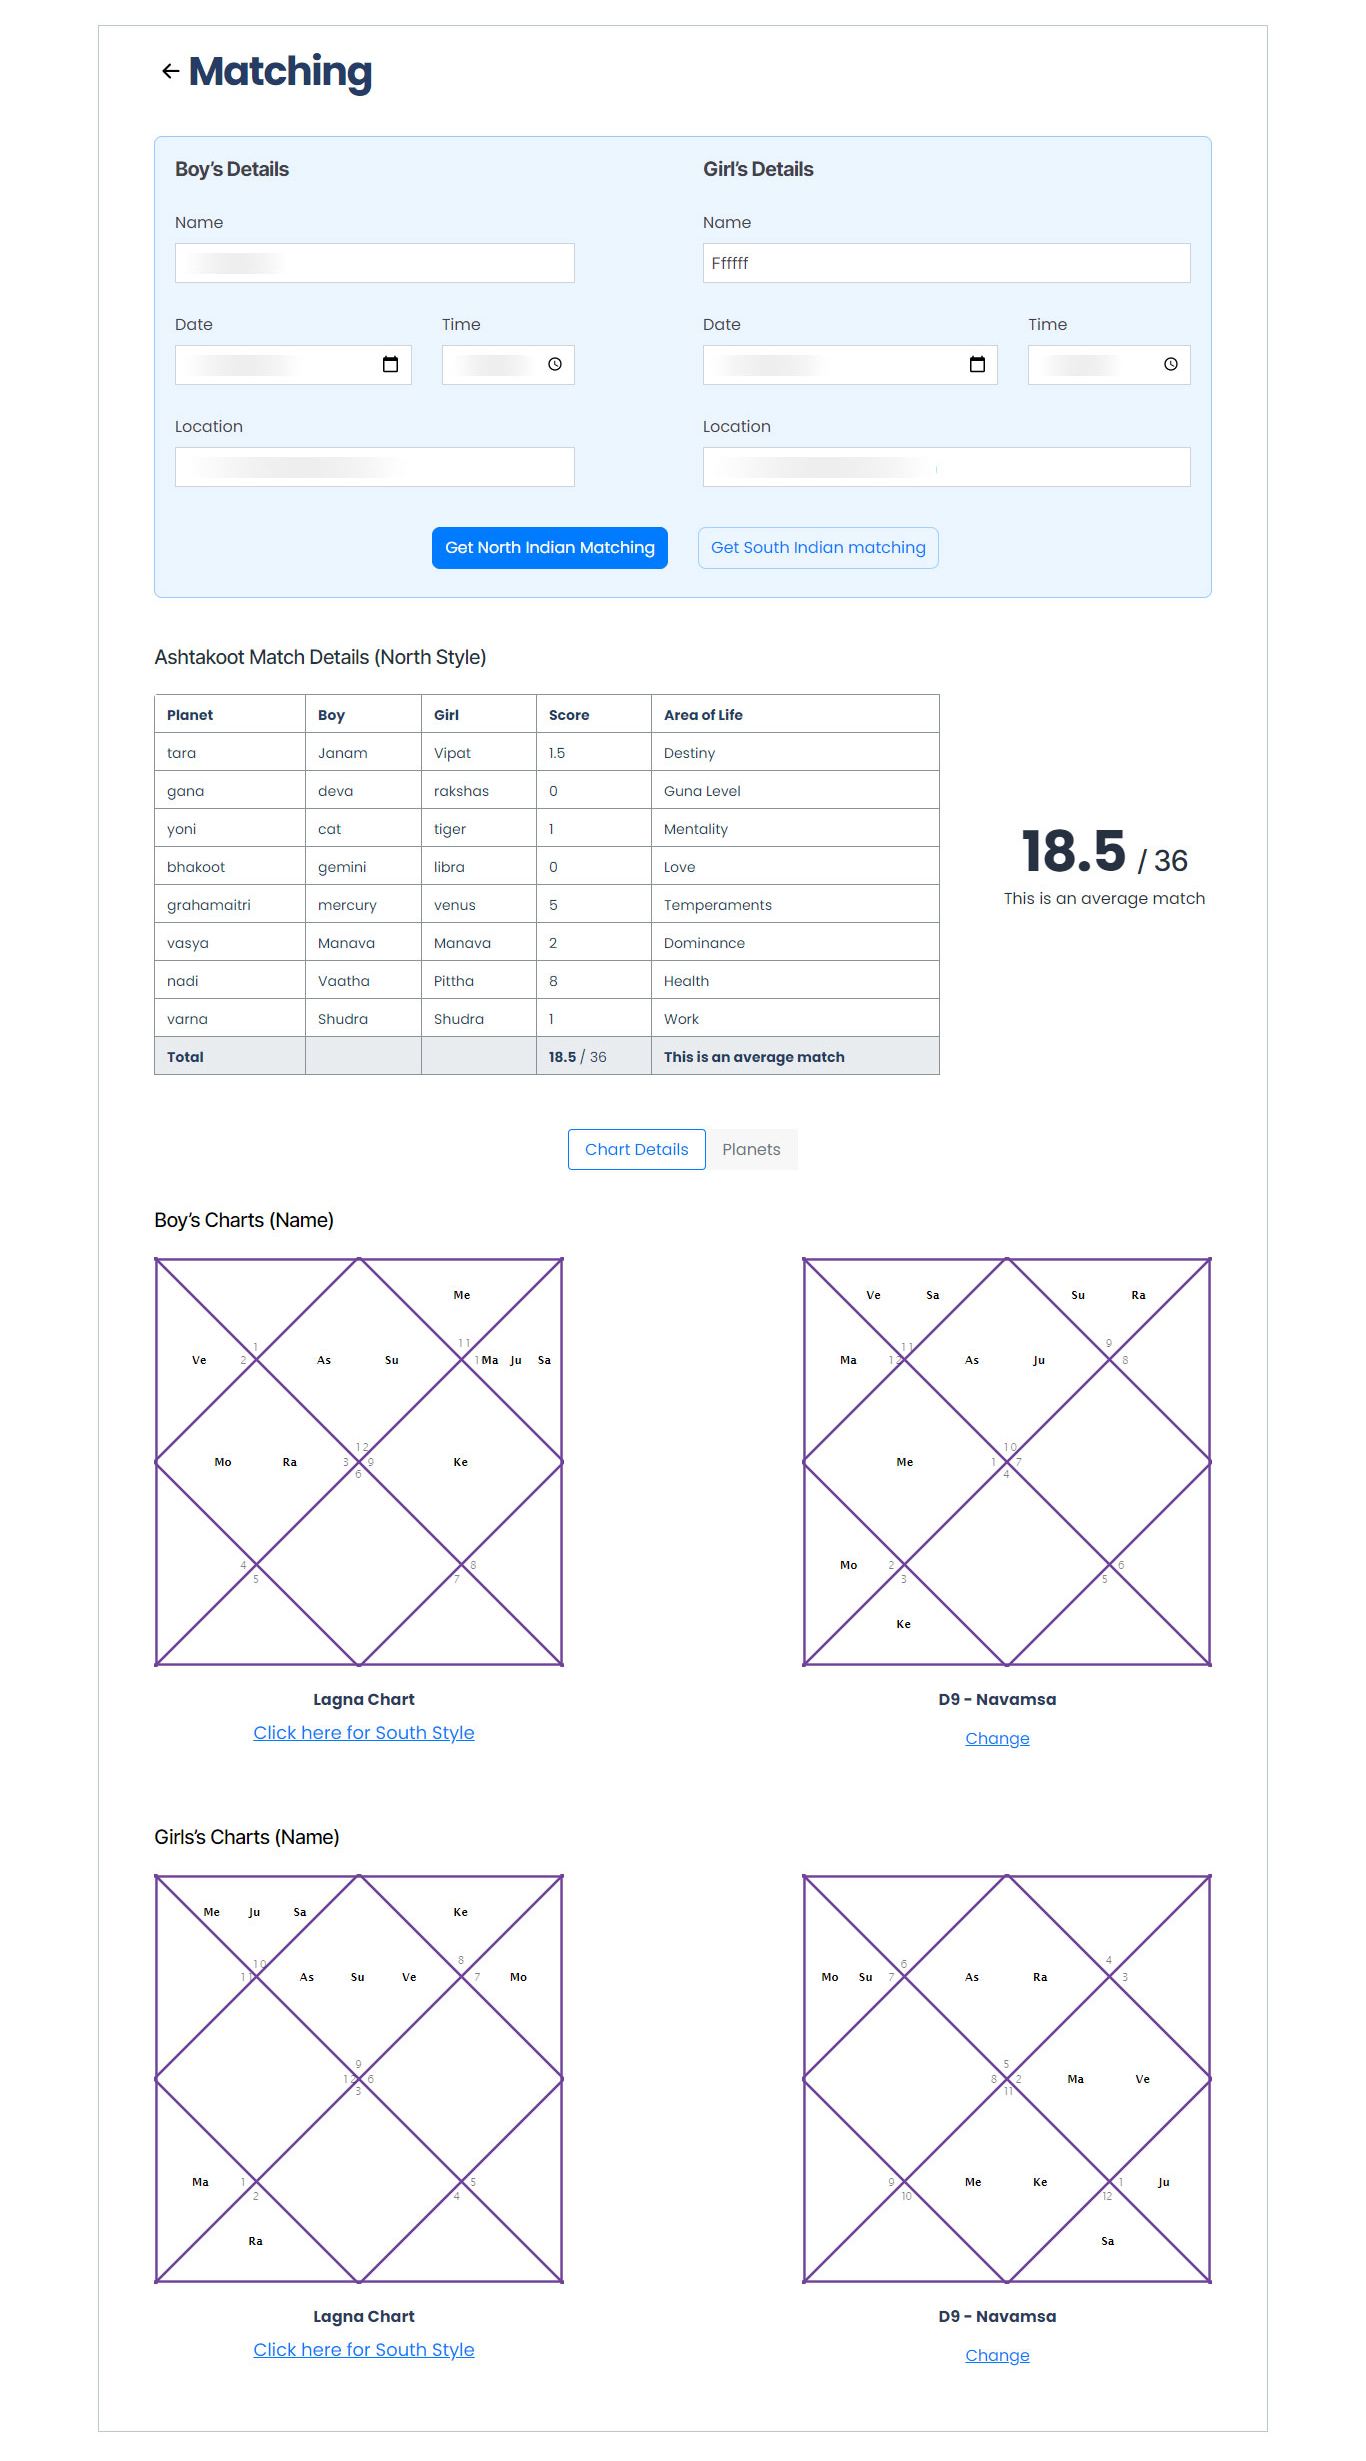 Matching
Boy's Details Girl's Details
Name Name
Ffffff
Date Time Date Time
Location Location
Get North Indian Matching Get South Indian matching
Ashtakoot Match Details (North Style)
Planet Boy Girl Score Area of Life
tara Janam Vipat 1.5 Destiny
gana deva rakshas 0 Guna Level
yoni cat tiger 1 Mentality
bhakoot gemini libra 0 Love
grahamaitri mercury venus 5 Temperaments
vasya Manava Manava 2 Dominance
nadi Vaatha Pittha 8 Health
varna Shudra Shudra 1 Work
Total 18.5 / 36 This is an average match
18.5 / 36
This is an average match
Chart Details Planets
Boy's Charts (Name)
Me
1 11
Ve 2 As Su 1 Ma Ju Sa
12
Mo Ra 3 9 Ke
6
4 8
5 7
Lagna Chart
Click here for South Style
Ve Sa Su Ra
11 9
Ma 12 As Ju 8
10
Me 1 7
4
Mo 2 6
3 5
Ke
D9 - Navamsa
Change
Girls's Charts (Name)
Me Ju Sa Ke
10 8
11 As Su Ve 7 Mo
9
12 6
3
Ma 1 5
2 4
Ra
Lagna Chart
Click here for South Style
6 4
Mo Su 7 As Ra 3
5
8 2 Ma Ve
11
9 Me Ke 1 Ju
10 12
Sa
D9 - Navamsa
Change